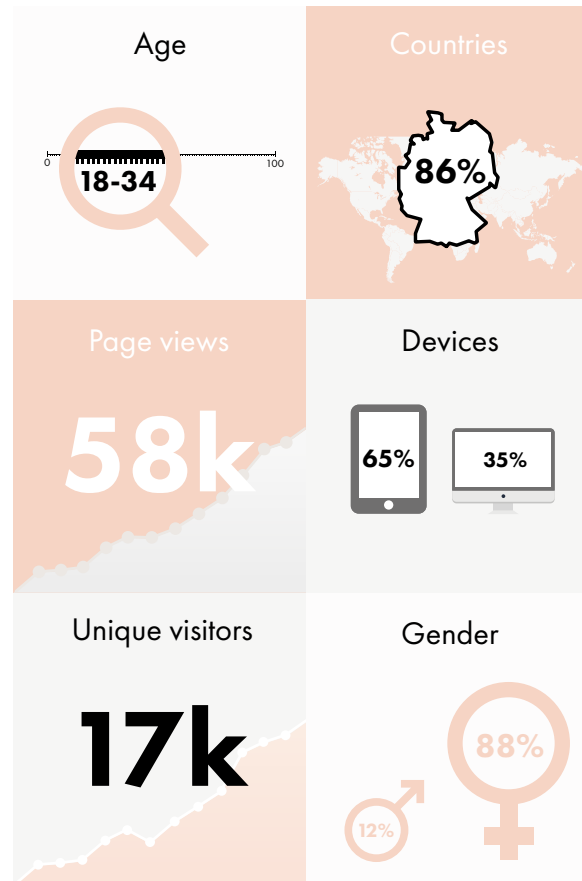 Age
0
100
18-34
Countries
86%
Page views
58k
Devices
65%
35%
Unique visitors
17k
Gender
88%
12%